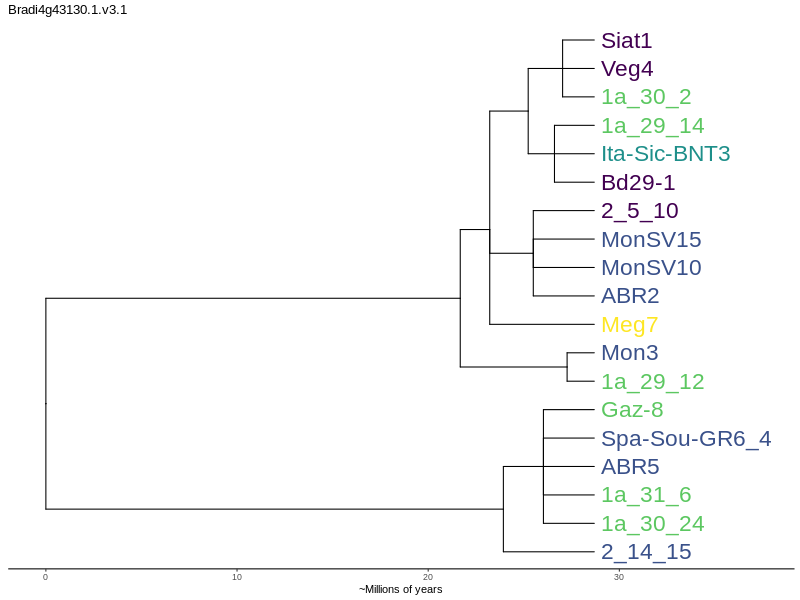 Bradi4g43130.1.v3.1
Siat1
Veg4
1a_30_2
1a_29_14
Ita-Sic-BNT3
Bd29-1
2_5_10
MonSV15
MonSV10
ABR2
Meg7
Mon3
1a_29_12
Gaz-8
Spa-Sou-GR6_4
ABR5
1a_31_6
1a_30_24
2_14_15
0 10 20 30
~Millions of years